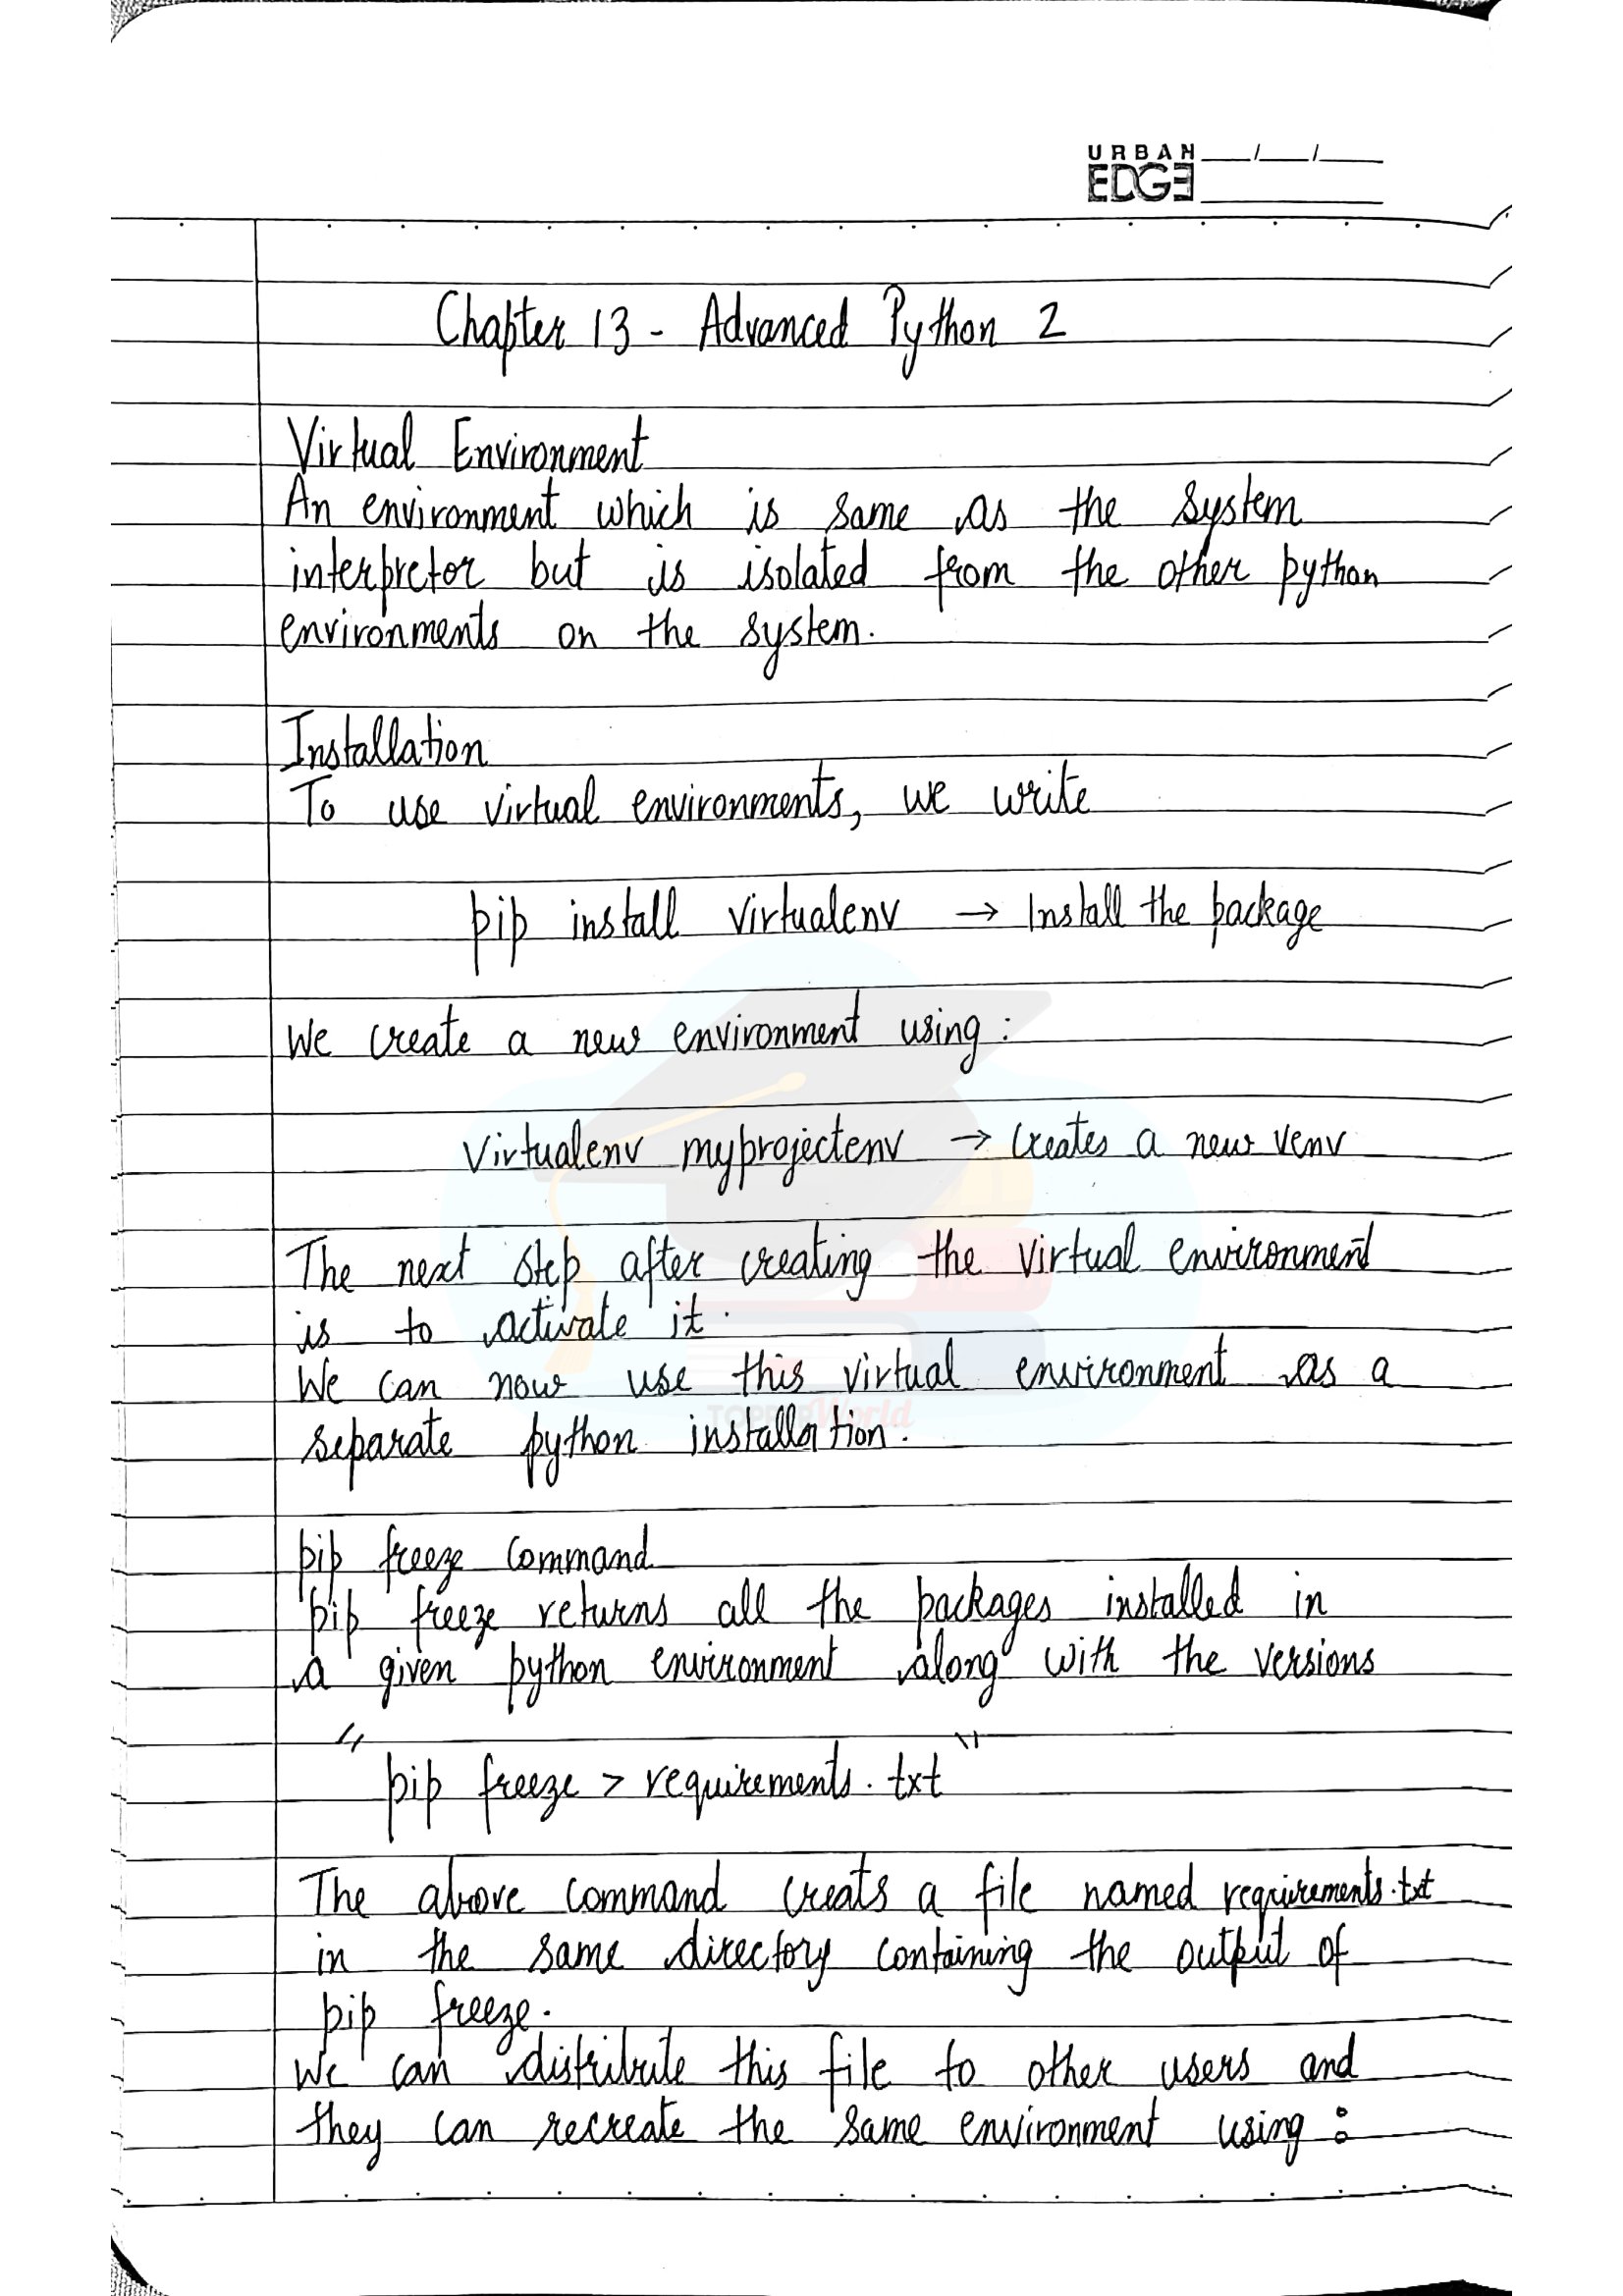 URBAN
EDGE
Chapter 13 - Advanced Python 2
Virtual Environment
An environment which is same as the system
interpretor but is isolated from the other python
environments on the system.
Installation
To use virtual environments, we write
pip install virtualenv → Install the package
We create a new environment using :
Virtualenv myprojectenv → Creates a new venv
The next step after creating the virtual environment
is to activate it.
We can now use this virtual environment as a
TOPPERWorld
separate python installation.
pip freeze command
pip freeze returns all the packages installed in
a given python environment along with the versions
"pip freeze > requirements.txt"
The above command creats a file named requirements.txt
in the same directory containing the output of
pip freeze.
We can distribute this file to other users and
they can recreate the same environment using :